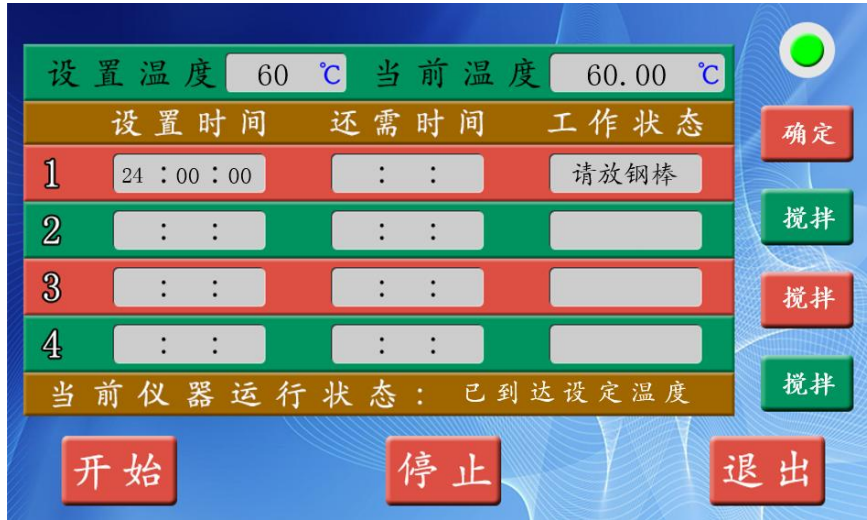 设置温度 60 ℃ 当前温度 60.00 ℃
设置时间 还需时间 工作状态
确定
1 24 : 00 : 00 : : 请放钢棒
2 : : : :
搅拌
3 : : : :
搅拌
4 : : : :
当前仪器运行状态： 已到达设定温度
搅拌
开始 停止 退出